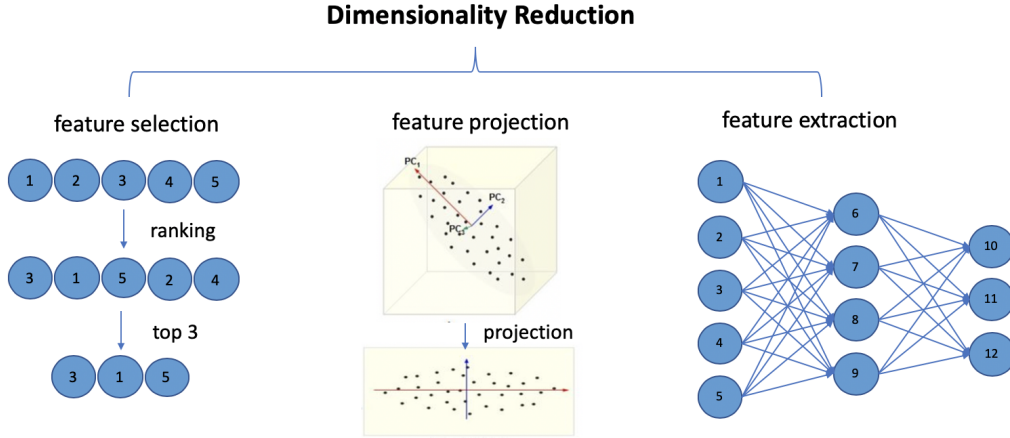 Dimensionality Reduction
feature selection
1 2 3 4 5
ranking
3 1 5 2 4
top 3
3 1 5
feature projection
PC1
PC2
PC3
projection
feature extraction
1
2
3
4
5
6
7
8
9
10
11
12